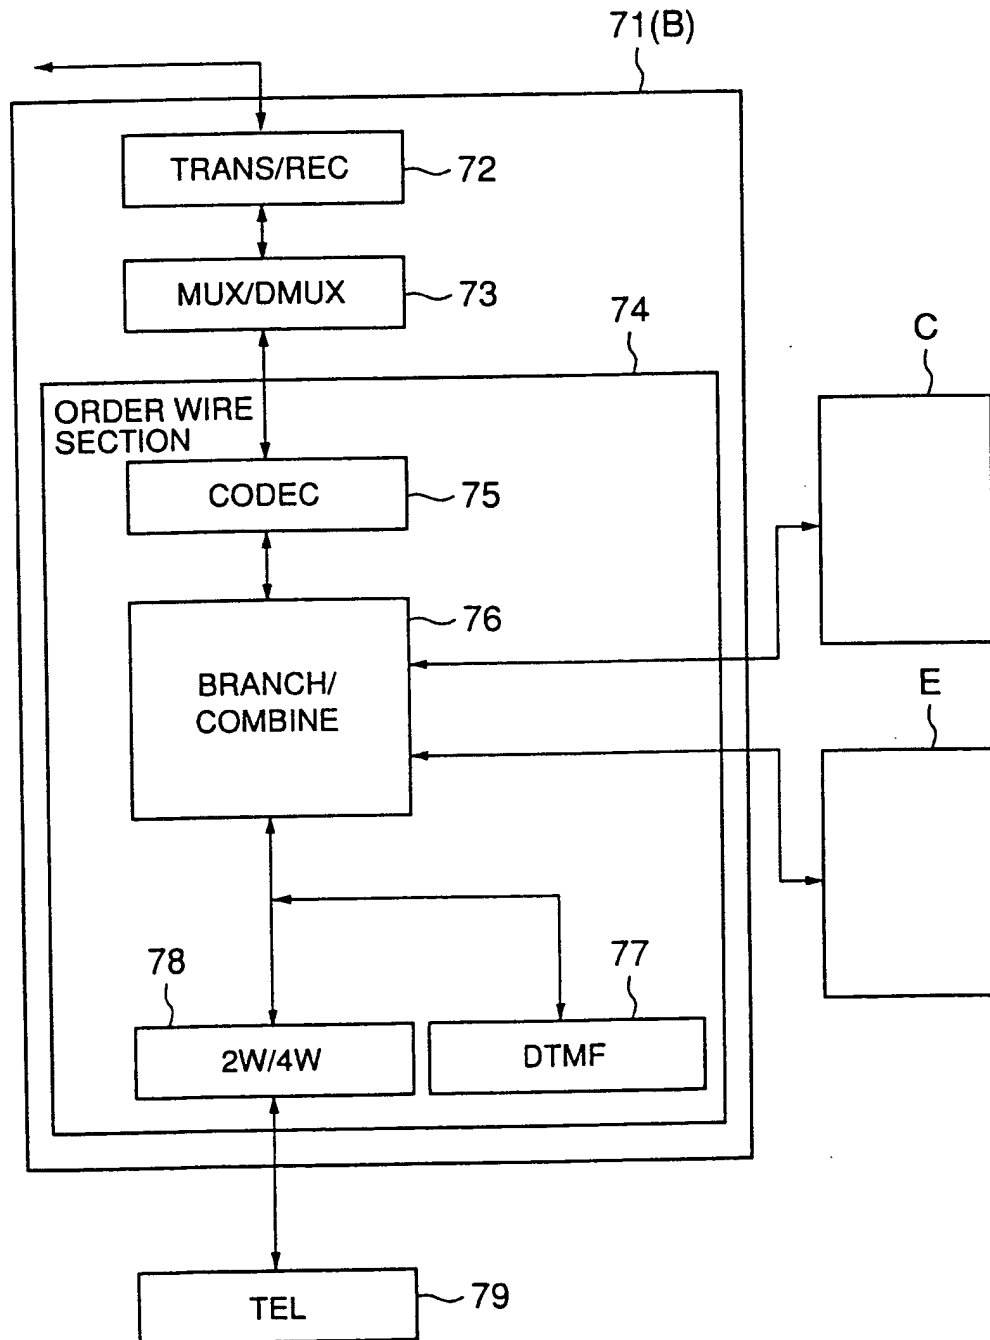 71(B)
TRANS/REC
72
MUX/DMUX
73
74
C
ORDER WIRE
SECTION
CODEC
75
76
BRANCH/
COMBINE
E
78
77
2W/4W
DTMF
TEL
79